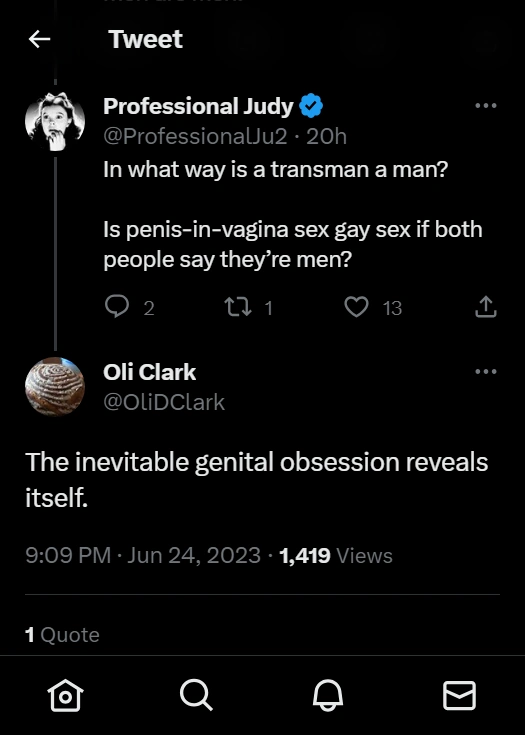 Tweet
Professional Judy
@ProfessionalJu2 · 20h
In what way is a transman a man?
Is penis-in-vagina sex gay sex if both
people say they’re men?
2 1 13
Oli Clark
@OliDClark
The inevitable genital obsession reveals
itself.
9:09 PM · Jun 24, 2023 · 1,419 Views
1 Quote